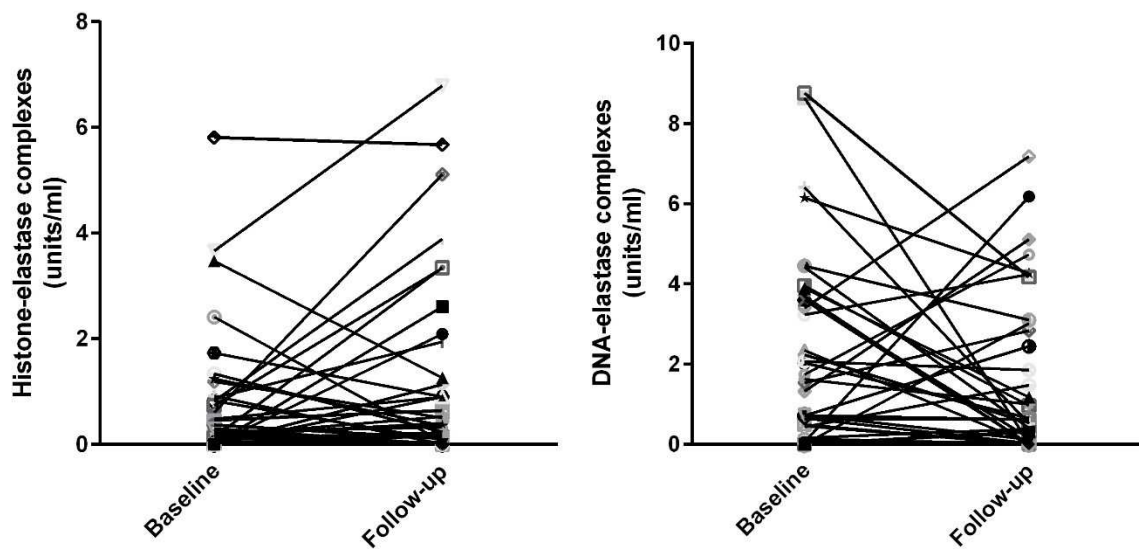 Histone-elastase complexes
(units/ml)
8
6
4
2
0
Baseline
Follow-up
DNA-elastase complexes
(units/ml)
10
8
6
4
2
0
Baseline
Follow-up